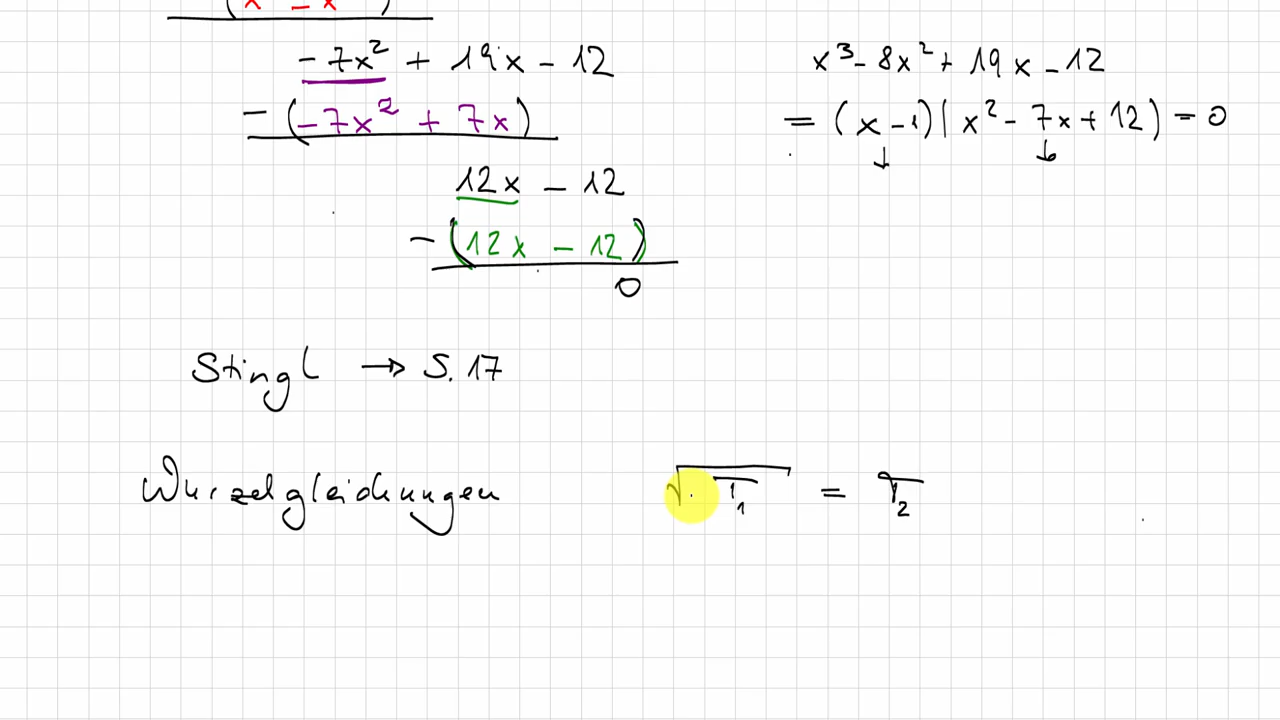 - 7x² + 19x - 12
- (-7x² + 7x)
12x - 12
- (12x - 12)
0
x³ - 8x² + 19x - 12
= (x - 1)(x² - 7x + 12) = 0
↓ ↓
Stingl → S. 17
Wurzelgleichungen √T₁ = T₂